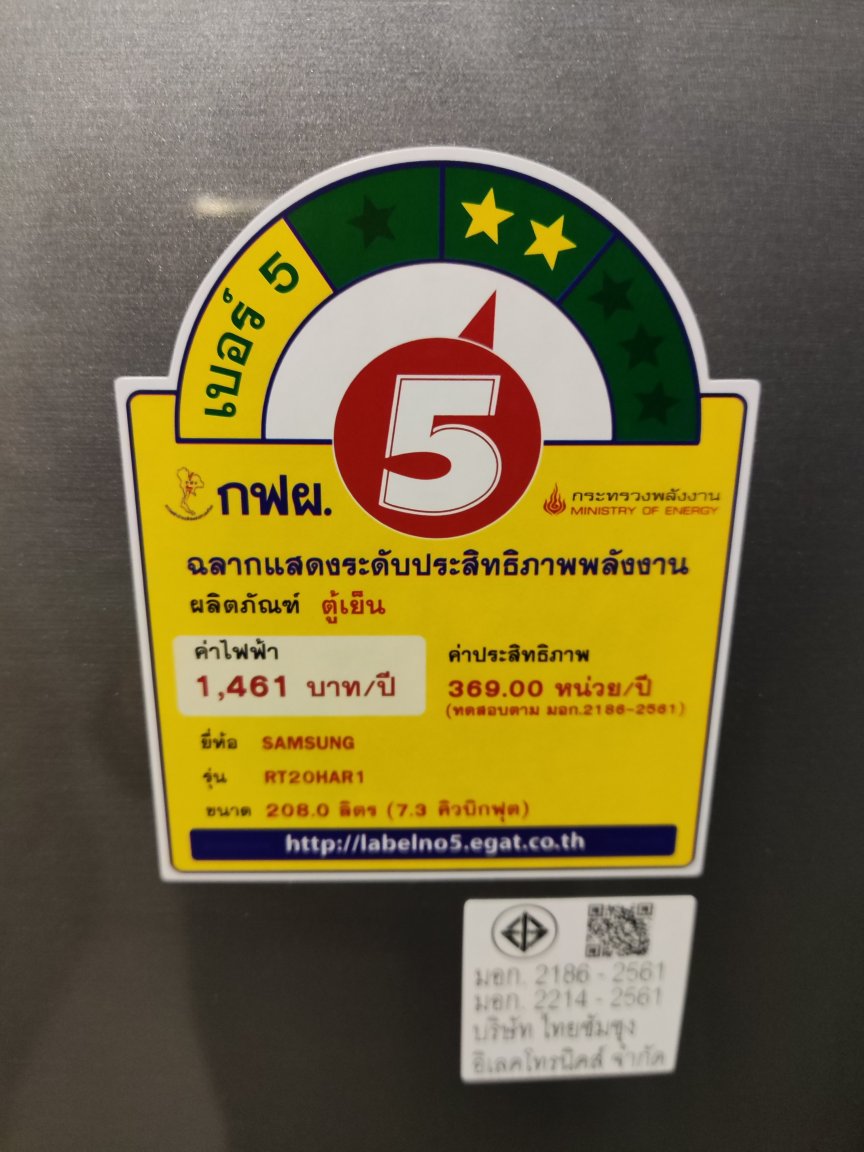 เบอร์ 5
5
กฟผ.
กระทรวงพลังงาน
MINISTRY OF ENERGY
ฉลากแสดงระดับประสิทธิภาพพลังงาน
ผลิตภัณฑ์ ตู้เย็น
ค่าไฟฟ้า
1,461 บาท/ปี
ค่าประสิทธิภาพ
369.00 หน่วย/ปี
(ทดสอบตาม มอก.2186-2561)
ยี่ห้อ SAMSUNG
รุ่น RT20HAR1
ขนาด 208.0 ลิตร (7.3 คิวบิกฟุต)
http://labelno5.egat.co.th
มอก. 2186 - 2561
มอก. 2214 - 2561
บริษัท ไทยซัมซุง
อิเลคโทรนิคส์ จำกัด